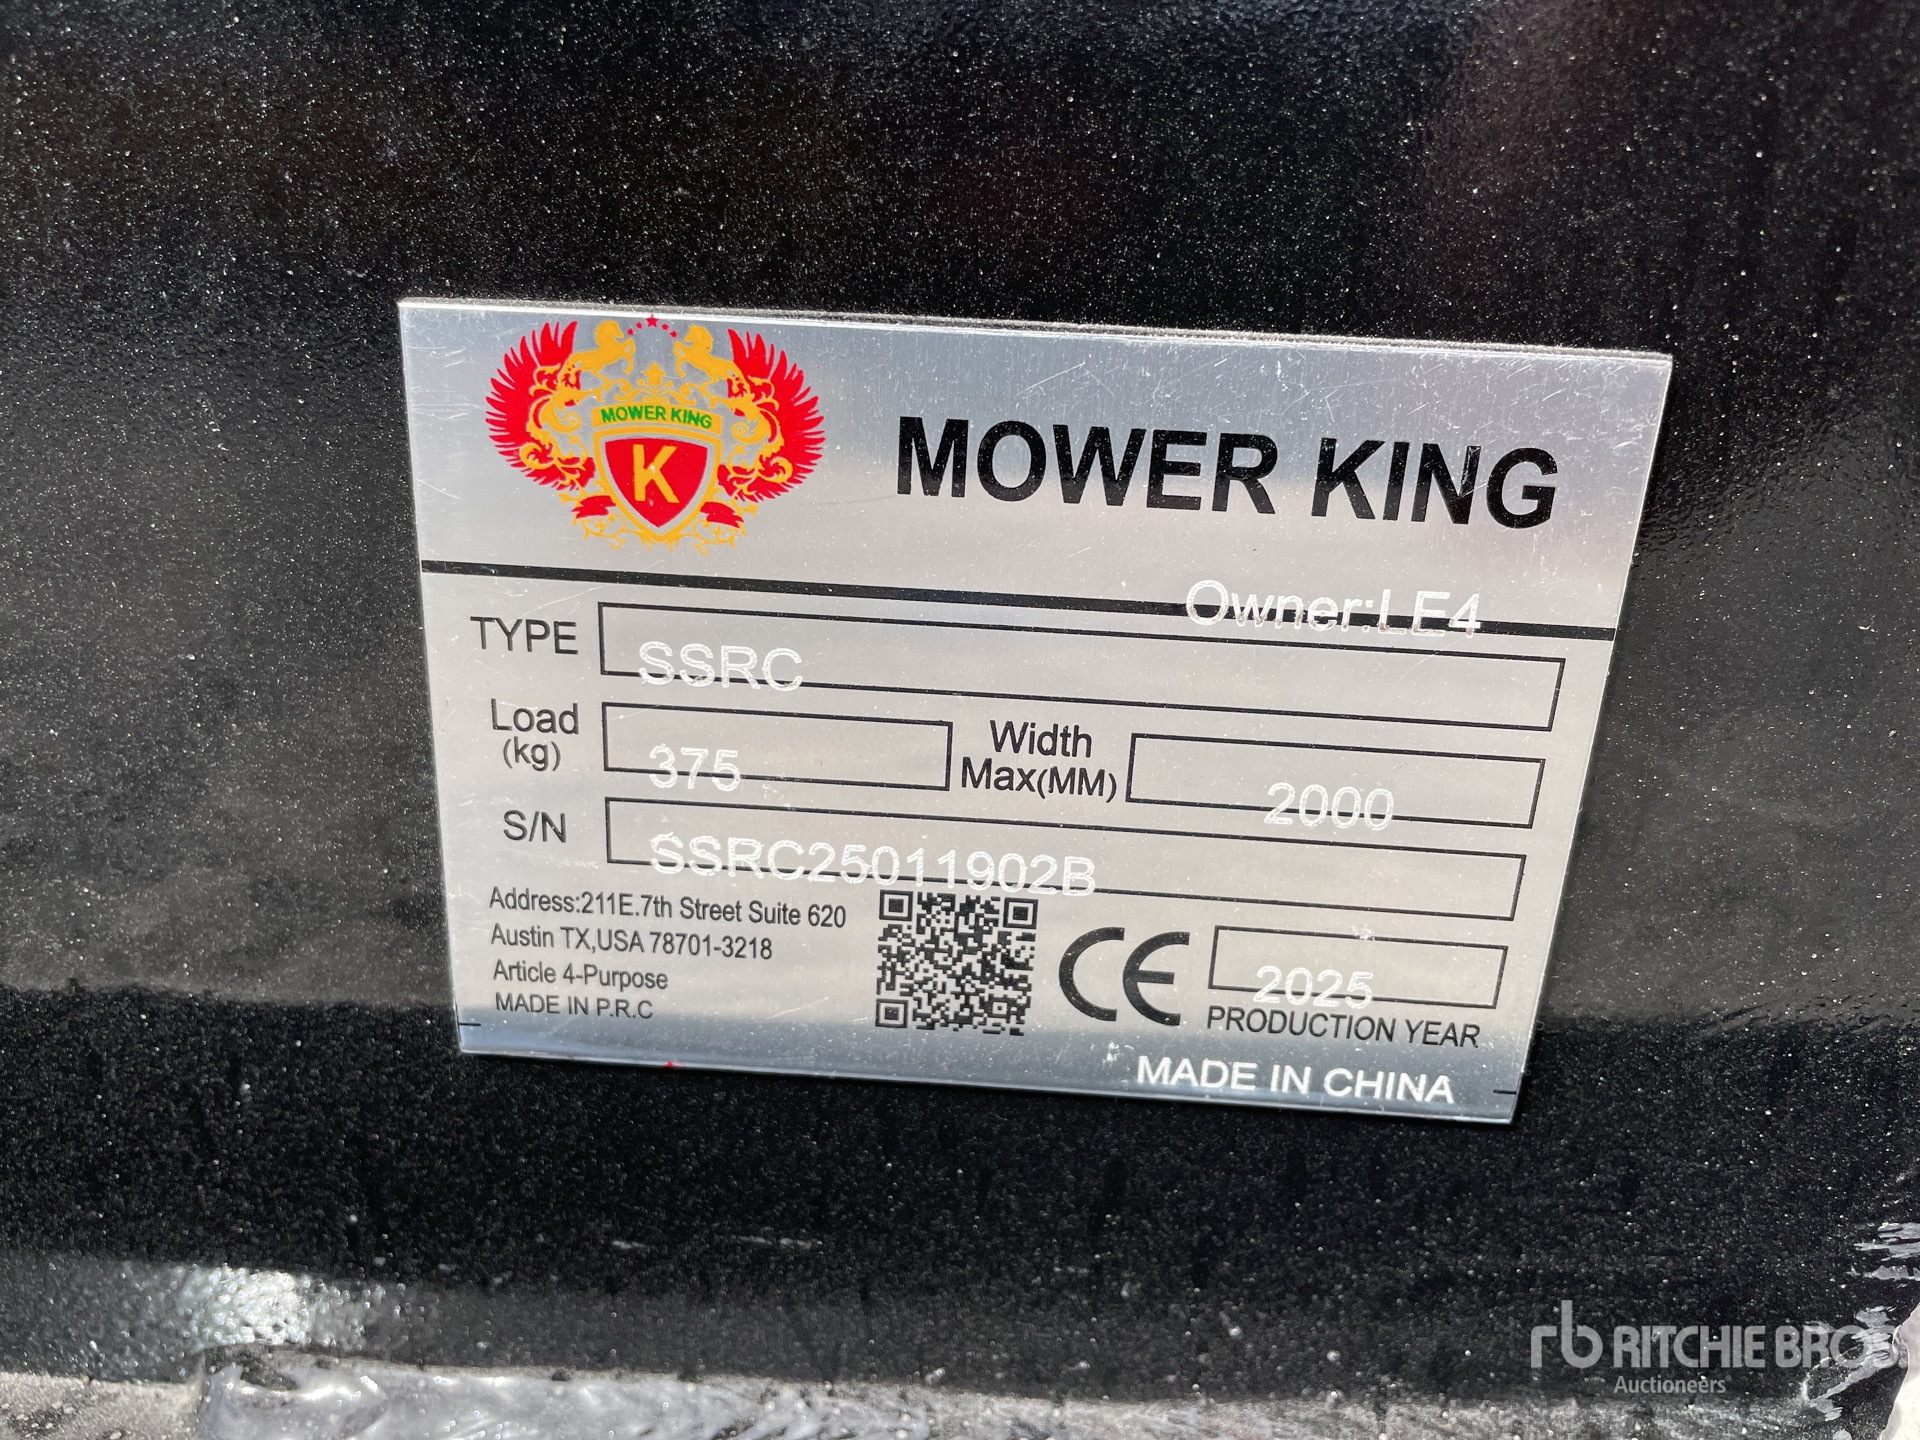 MOWER KING
K
MOWER KING
Owner:LE4
TYPE SSRC
Load (kg) 375 Width Max(MM) 2000
S/N SSRC25011902B
Address:211E.7th Street Suite 620
Austin TX,USA 78701-3218
Article 4-Purpose
MADE IN P.R.C
CE
2025
PRODUCTION YEAR
MADE IN CHINA
rb RITCHIE BROS.
Auctioneers